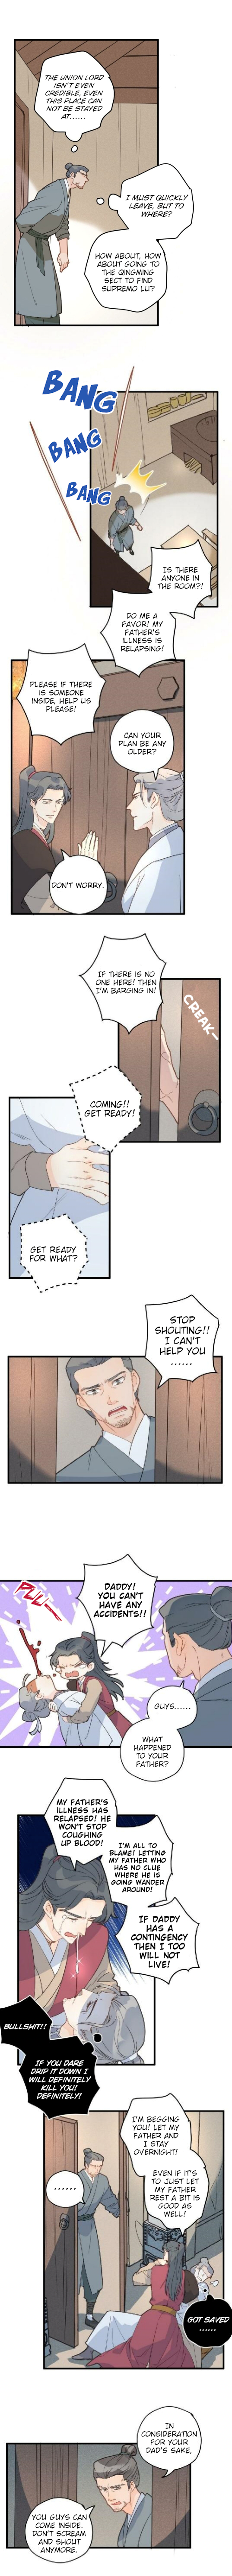 THE UNION LORD
ISN'T EVEN
CREDIBLE, EVEN
THIS PLACE CAN
NOT BE STAYED
AT......
I MUST QUICKLY
LEAVE, BUT TO
WHERE?
HOW ABOUT, HOW
ABOUT GOING TO
THE QINGMING
SECT TO FIND
SUPREMO LU?
BANG
BANG
BANG
IS THERE
ANYONE IN
THE ROOM?!
DO ME A
FAVOR! MY
FATHER'S
ILLNESS IS
RELAPSING!
PLEASE IF THERE
IS SOMEONE
INSIDE, HELP US
PLEASE!
CAN YOUR
PLAN BE ANY
OLDER?
DON'T WORRY.
IF THERE IS NO
ONE HERE! THEN
I'M BARGING IN!
CREAK~
COMING!!
GET READY!
GET READY
FOR WHAT?
STOP
SHOUTING!!
I CAN'T
HELP YOU
......
DADDY!
YOU CAN'T
HAVE ANY
ACCIDENTS!!
GUYS......
WHAT
HAPPENED
TO YOUR
FATHER?
MY FATHER'S
ILLNESS HAS
RELAPSED! HE
WON'T STOP
COUGHING
UP BLOOD!
I'M ALL TO
BLAME! LETTING
MY FATHER WHO
HAS NO CLUE
WHERE HE IS
GOING WANDER
AROUND!
IF DADDY
HAS A
CONTINGENCY
THEN I TOO
WILL NOT
LIVE!
BULLSHIT!!
IF YOU DARE
DRIP IT DOWN I
WILL DEFINITELY
KILL YOU!
DEFINITELY!
I'M BEGGING
YOU! LET MY
FATHER AND
I STAY
OVERNIGHT!
EVEN IF IT'S
TO JUST LET
MY FATHER
REST A BIT IS
GOOD AS
WELL!
......
GOT SAVED
......
IN
CONSIDERATION
FOR YOUR
DAD'S SAKE,
YOU GUYS CAN
COME INSIDE.
DON'T SCREAM
AND SHOUT
ANYMORE.